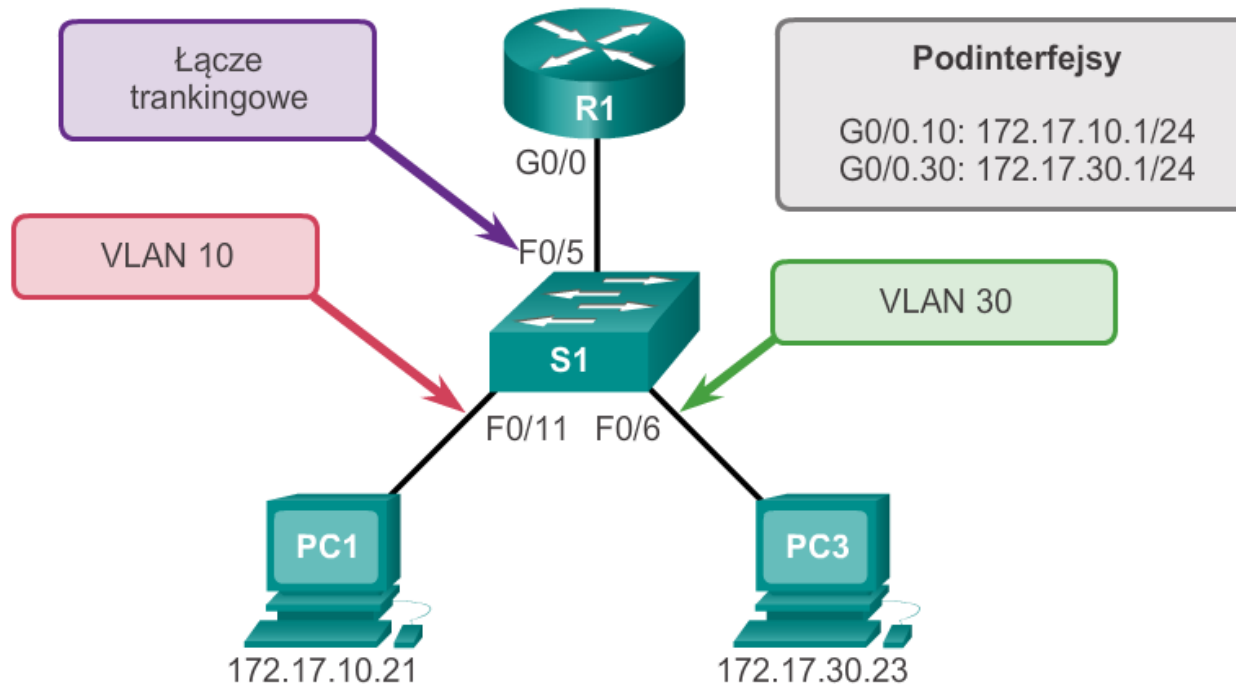 Łącze
trankingowe
R1
Podinterfejsy
G0/0.10: 172.17.10.1/24
G0/0.30: 172.17.30.1/24
G0/0
VLAN 10
F0/5
VLAN 30
S1
F0/11
F0/6
PC1
PC3
172.17.10.21
172.17.30.23